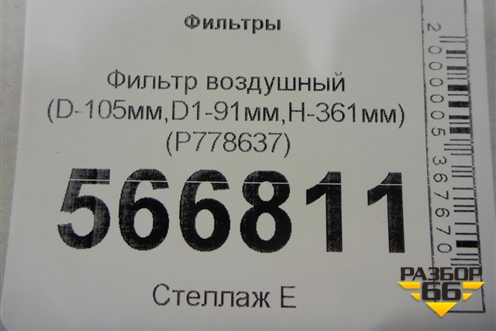 Фильтры
Фильтр воздушный
(D-105мм,D1-91мм,H-361мм)
(P778637)
566811
Стеллаж Е
2000005367670
РАЗБОР
66